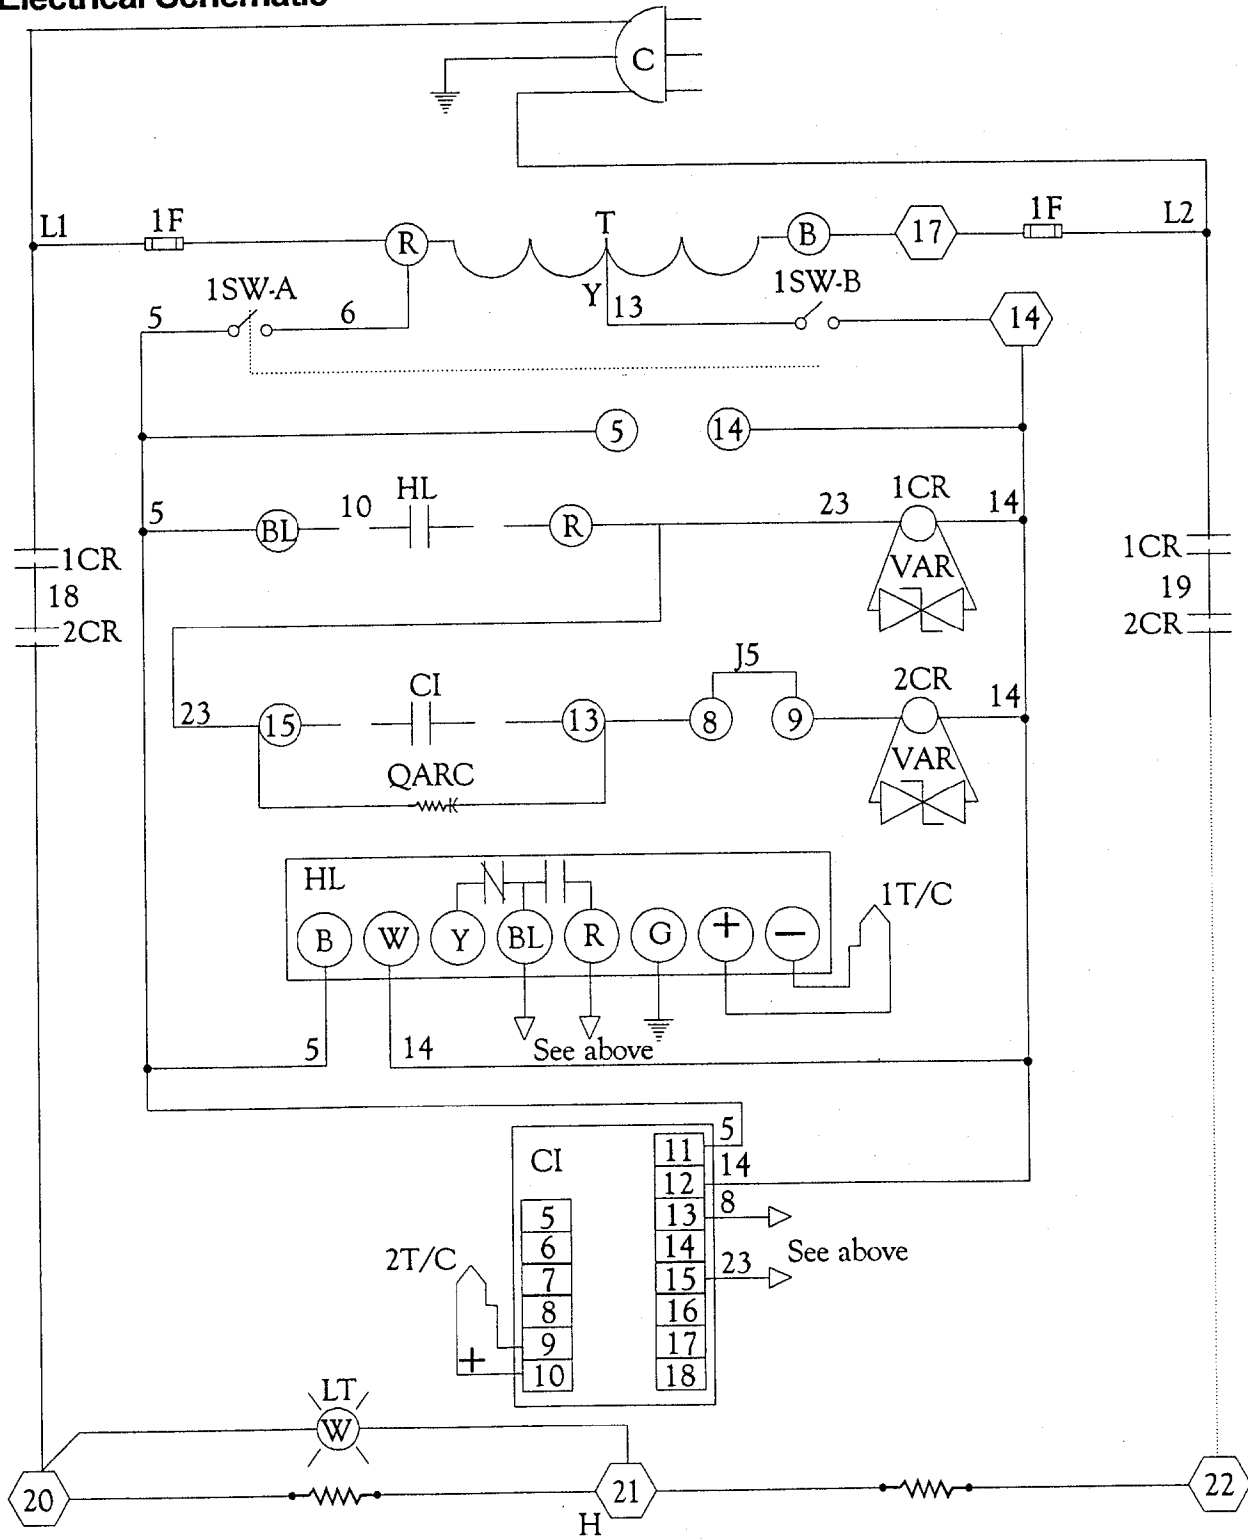 Electrical Schematic
C
L1 1F R T B 17 1F L2
1SW-A Y 13 1SW-B
5 6 14
5 14
5 BL 10 HL R 23 1CR 14
1CR VAR 1CR
18 19
2CR 2CR
J5
23 15 CI 13 8 9 2CR 14
QARC VAR
HL 1T/C
B W Y BL R G + −
5 14 See above
CI
11 5
12 14
5 13 8
6 14 See above
2T/C 7 15 23
8 16
9 17
+ 10 18
LT
W
20 21 22
H